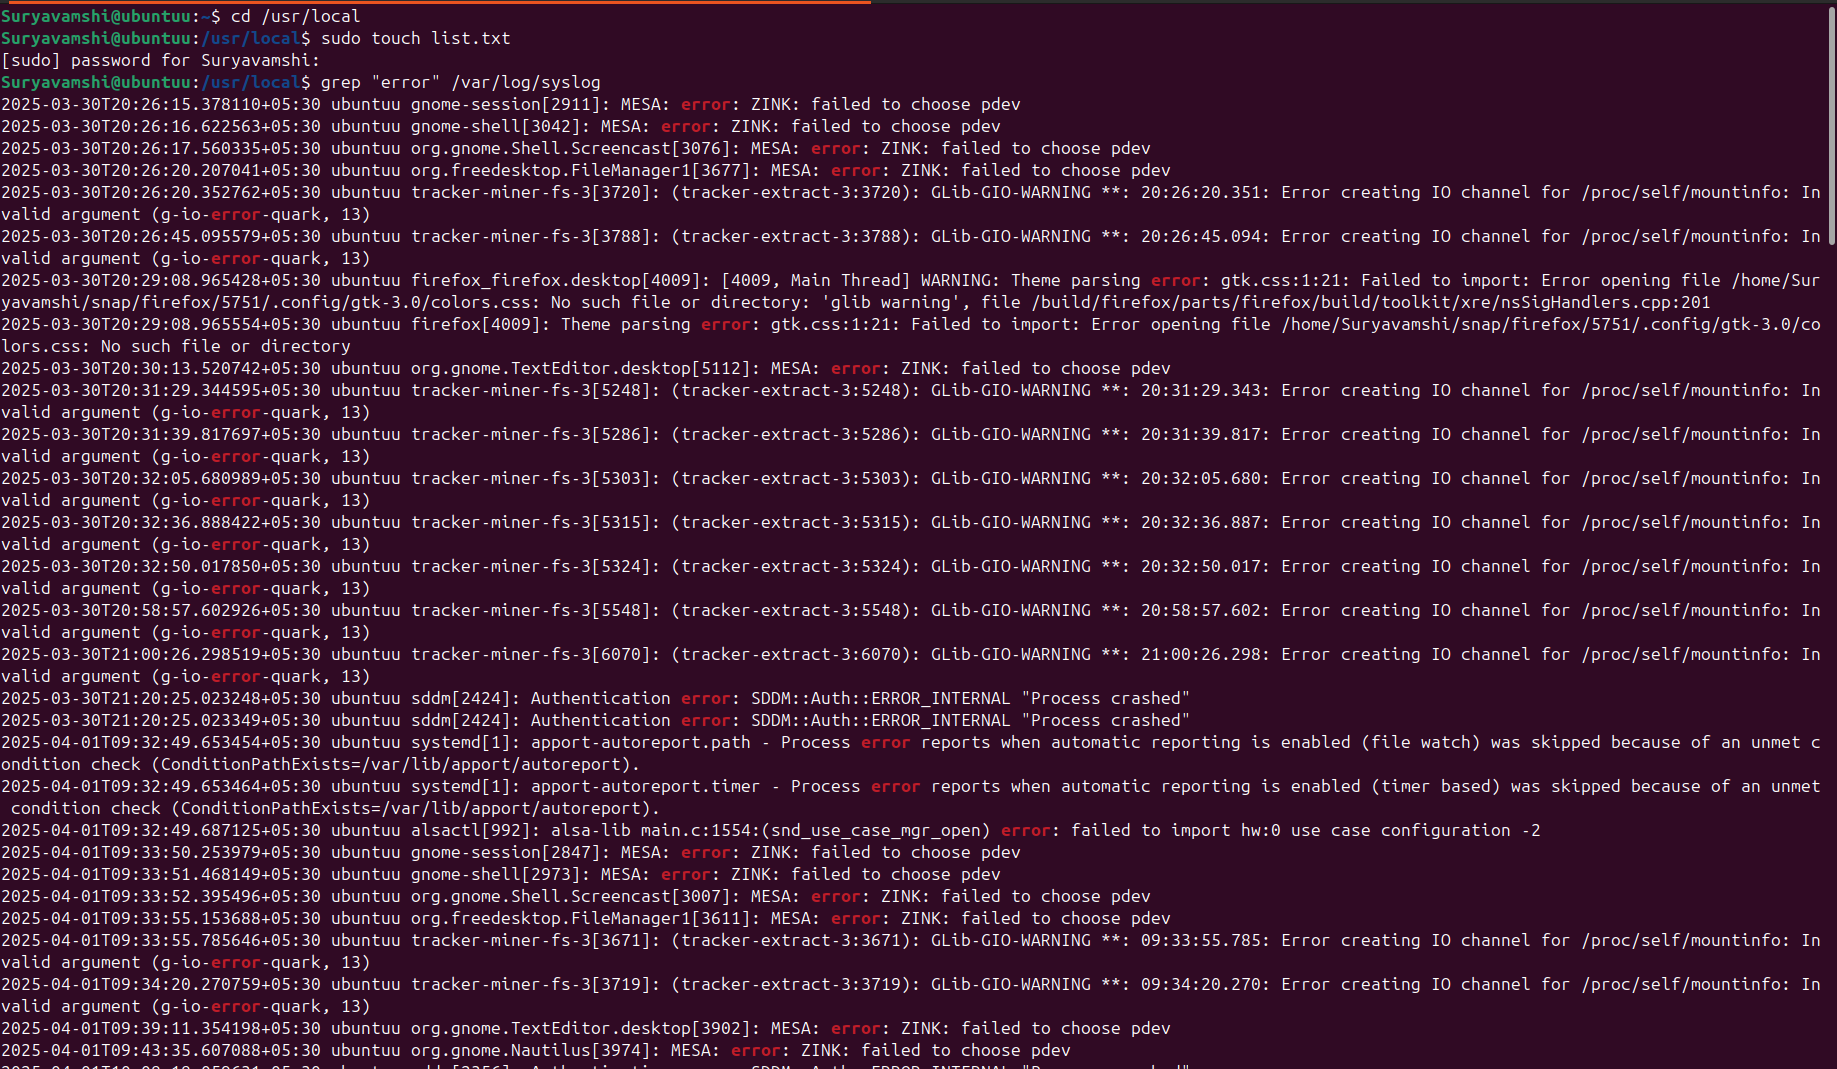 Suryavamshi@ubuntuu:~$ cd /usr/local
Suryavamshi@ubuntuu:/usr/local$ sudo touch list.txt
[sudo] password for Suryavamshi:
Suryavamshi@ubuntuu:/usr/local$ grep "error" /var/log/syslog
2025-03-30T20:26:15.378110+05:30 ubuntuu gnome-session[2911]: MESA: error: ZINK: failed to choose pdev
2025-03-30T20:26:16.622563+05:30 ubuntuu gnome-shell[3042]: MESA: error: ZINK: failed to choose pdev
2025-03-30T20:26:17.560335+05:30 ubuntuu org.gnome.Shell.Screencast[3076]: MESA: error: ZINK: failed to choose pdev
2025-03-30T20:26:20.207041+05:30 ubuntuu org.freedesktop.FileManager1[3677]: MESA: error: ZINK: failed to choose pdev
2025-03-30T20:26:20.352762+05:30 ubuntuu tracker-miner-fs-3[3720]: (tracker-extract-3:3720): GLib-GIO-WARNING **: 20:26:20.351: Error creating IO channel for /proc/self/mountinfo: In
valid argument (g-io-error-quark, 13)
2025-03-30T20:26:45.095579+05:30 ubuntuu tracker-miner-fs-3[3788]: (tracker-extract-3:3788): GLib-GIO-WARNING **: 20:26:45.094: Error creating IO channel for /proc/self/mountinfo: In
valid argument (g-io-error-quark, 13)
2025-03-30T20:29:08.965428+05:30 ubuntuu firefox_firefox.desktop[4009]: [4009, Main Thread] WARNING: Theme parsing error: gtk.css:1:21: Failed to import: Error opening file /home/Sur
yavamshi/snap/firefox/5751/.config/gtk-3.0/colors.css: No such file or directory: 'glib warning', file /build/firefox/parts/firefox/build/toolkit/xre/nsSigHandlers.cpp:201
2025-03-30T20:29:08.965554+05:30 ubuntuu firefox[4009]: Theme parsing error: gtk.css:1:21: Failed to import: Error opening file /home/Suryavamshi/snap/firefox/5751/.config/gtk-3.0/co
lors.css: No such file or directory
2025-03-30T20:30:13.520742+05:30 ubuntuu org.gnome.TextEditor.desktop[5112]: MESA: error: ZINK: failed to choose pdev
2025-03-30T20:31:29.344595+05:30 ubuntuu tracker-miner-fs-3[5248]: (tracker-extract-3:5248): GLib-GIO-WARNING **: 20:31:29.343: Error creating IO channel for /proc/self/mountinfo: In
valid argument (g-io-error-quark, 13)
2025-03-30T20:31:39.817697+05:30 ubuntuu tracker-miner-fs-3[5286]: (tracker-extract-3:5286): GLib-GIO-WARNING **: 20:31:39.817: Error creating IO channel for /proc/self/mountinfo: In
valid argument (g-io-error-quark, 13)
2025-03-30T20:32:05.680989+05:30 ubuntuu tracker-miner-fs-3[5303]: (tracker-extract-3:5303): GLib-GIO-WARNING **: 20:32:05.680: Error creating IO channel for /proc/self/mountinfo: In
valid argument (g-io-error-quark, 13)
2025-03-30T20:32:36.888422+05:30 ubuntuu tracker-miner-fs-3[5315]: (tracker-extract-3:5315): GLib-GIO-WARNING **: 20:32:36.887: Error creating IO channel for /proc/self/mountinfo: In
valid argument (g-io-error-quark, 13)
2025-03-30T20:32:50.017850+05:30 ubuntuu tracker-miner-fs-3[5324]: (tracker-extract-3:5324): GLib-GIO-WARNING **: 20:32:50.017: Error creating IO channel for /proc/self/mountinfo: In
valid argument (g-io-error-quark, 13)
2025-03-30T20:58:57.602926+05:30 ubuntuu tracker-miner-fs-3[5548]: (tracker-extract-3:5548): GLib-GIO-WARNING **: 20:58:57.602: Error creating IO channel for /proc/self/mountinfo: In
valid argument (g-io-error-quark, 13)
2025-03-30T21:00:26.298519+05:30 ubuntuu tracker-miner-fs-3[6070]: (tracker-extract-3:6070): GLib-GIO-WARNING **: 21:00:26.298: Error creating IO channel for /proc/self/mountinfo: In
valid argument (g-io-error-quark, 13)
2025-03-30T21:20:25.023248+05:30 ubuntuu sddm[2424]: Authentication error: SDDM::Auth::ERROR_INTERNAL "Process crashed"
2025-03-30T21:20:25.023349+05:30 ubuntuu sddm[2424]: Authentication error: SDDM::Auth::ERROR_INTERNAL "Process crashed"
2025-04-01T09:32:49.653454+05:30 ubuntuu systemd[1]: apport-autoreport.path - Process error reports when automatic reporting is enabled (file watch) was skipped because of an unmet c
ondition check (ConditionPathExists=/var/lib/apport/autoreport).
2025-04-01T09:32:49.653464+05:30 ubuntuu systemd[1]: apport-autoreport.timer - Process error reports when automatic reporting is enabled (timer based) was skipped because of an unmet
 condition check (ConditionPathExists=/var/lib/apport/autoreport).
2025-04-01T09:32:49.687125+05:30 ubuntuu alsactl[992]: alsa-lib main.c:1554:(snd_use_case_mgr_open) error: failed to import hw:0 use case configuration -2
2025-04-01T09:33:50.253979+05:30 ubuntuu gnome-session[2847]: MESA: error: ZINK: failed to choose pdev
2025-04-01T09:33:51.468149+05:30 ubuntuu gnome-shell[2973]: MESA: error: ZINK: failed to choose pdev
2025-04-01T09:33:52.395496+05:30 ubuntuu org.gnome.Shell.Screencast[3007]: MESA: error: ZINK: failed to choose pdev
2025-04-01T09:33:55.153688+05:30 ubuntuu org.freedesktop.FileManager1[3611]: MESA: error: ZINK: failed to choose pdev
2025-04-01T09:33:55.785646+05:30 ubuntuu tracker-miner-fs-3[3671]: (tracker-extract-3:3671): GLib-GIO-WARNING **: 09:33:55.785: Error creating IO channel for /proc/self/mountinfo: In
valid argument (g-io-error-quark, 13)
2025-04-01T09:34:20.270759+05:30 ubuntuu tracker-miner-fs-3[3719]: (tracker-extract-3:3719): GLib-GIO-WARNING **: 09:34:20.270: Error creating IO channel for /proc/self/mountinfo: In
valid argument (g-io-error-quark, 13)
2025-04-01T09:39:11.354198+05:30 ubuntuu org.gnome.TextEditor.desktop[3902]: MESA: error: ZINK: failed to choose pdev
2025-04-01T09:43:35.607088+05:30 ubuntuu org.gnome.Nautilus[3974]: MESA: error: ZINK: failed to choose pdev